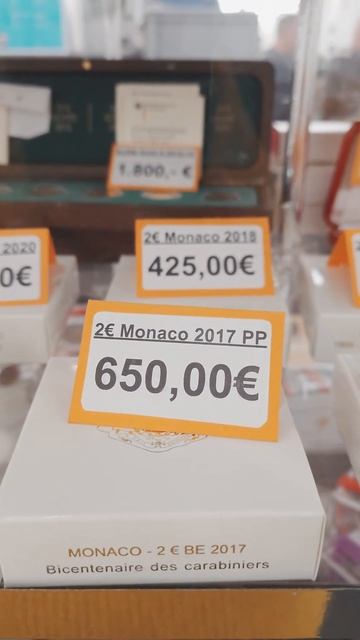 1.800,- €
2€ Monaco 2018
425,00€
2020
0€
2€ Monaco 2017 PP
650,00€
MONACO - 2 € BE 2017
Bicentenaire des carabiniers